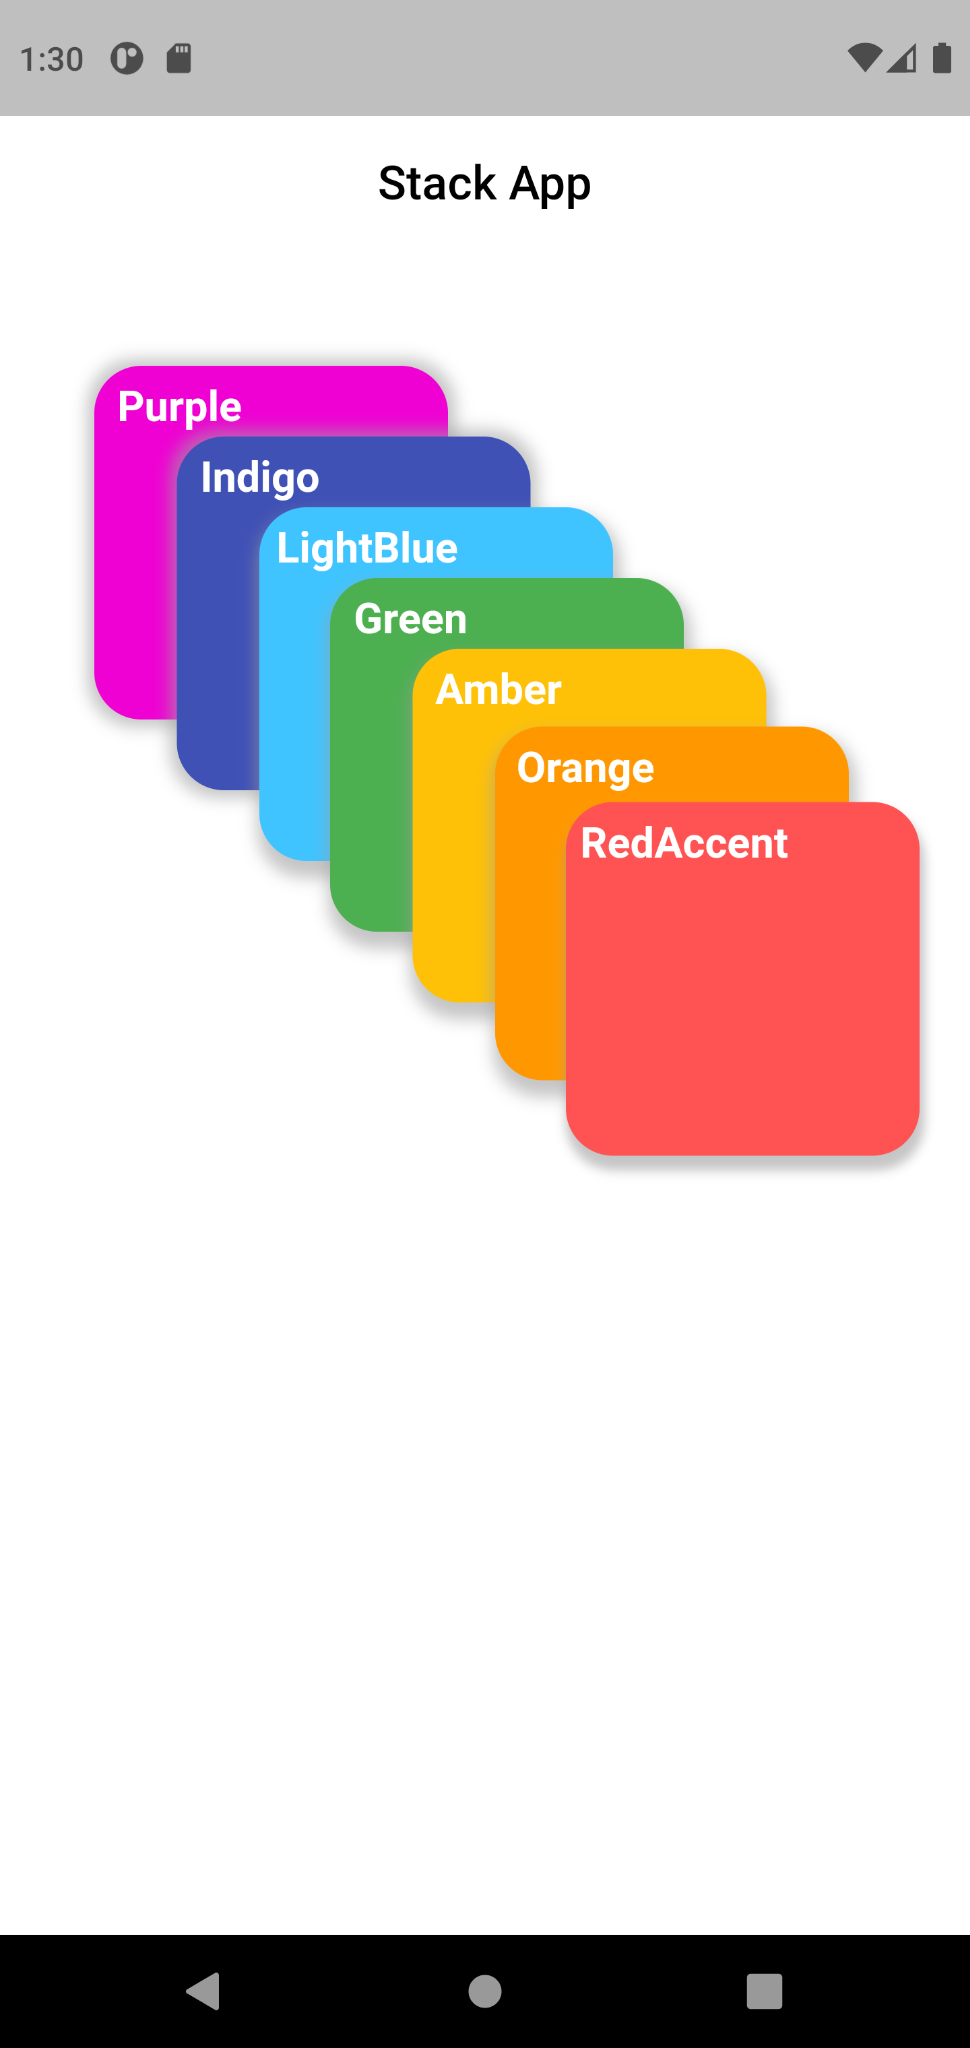 1:30
Stack App
Purple
Indigo
LightBlue
Green
Amber
Orange
RedAccent